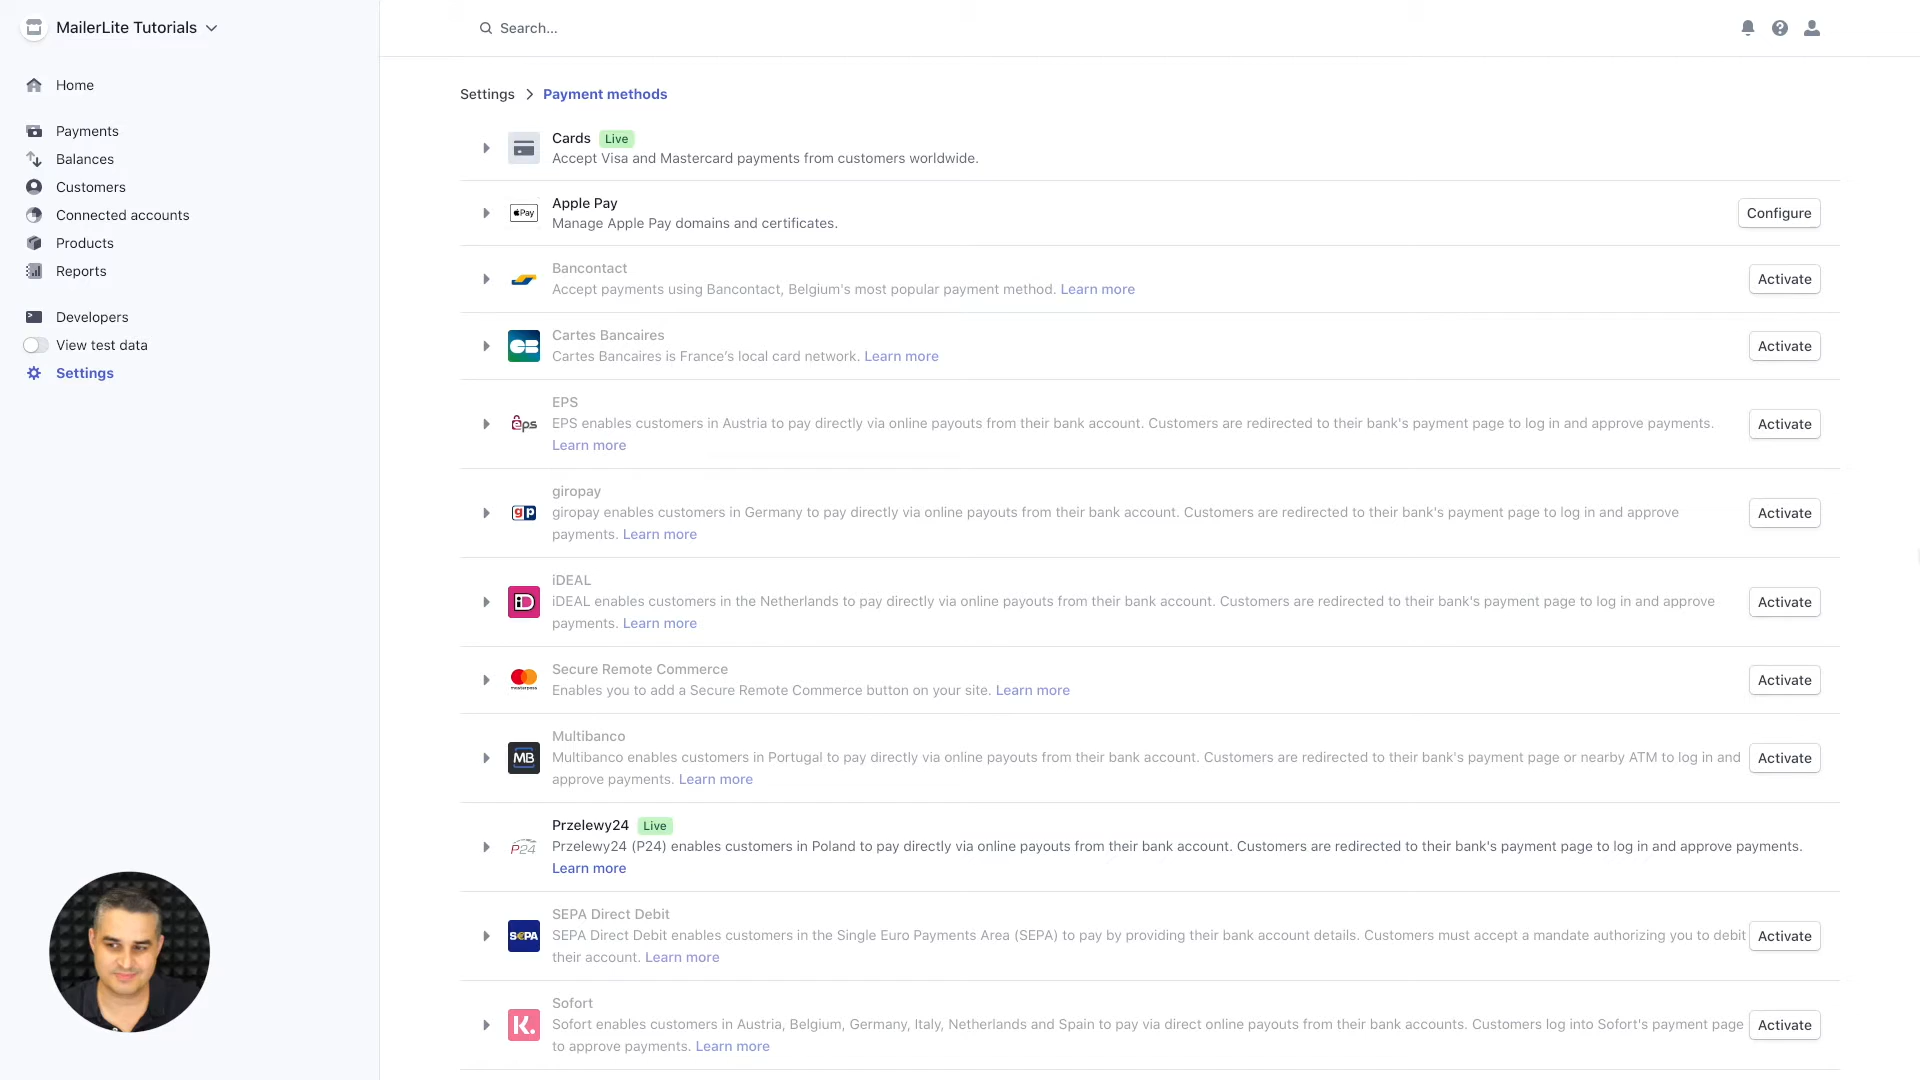 MailerLite Tutorials
Search...
Home
Payments
Balances
Customers
Connected accounts
Products
Reports
Developers
View test data
Settings
Settings > Payment methods
Cards Live
Accept Visa and Mastercard payments from customers worldwide.
Pay
Apple Pay
Manage Apple Pay domains and certificates.
Configure
Bancontact
Accept payments using Bancontact, Belgium's most popular payment method. Learn more
Activate
CB
Cartes Bancaires
Cartes Bancaires is France's local card network. Learn more
Activate
eps
EPS
EPS enables customers in Austria to pay directly via online payouts from their bank account. Customers are redirected to their bank's payment page to log in and approve payments.
Learn more
Activate
gp
giropay
giropay enables customers in Germany to pay directly via online payouts from their bank account. Customers are redirected to their bank's payment page to log in and approve
payments. Learn more
Activate
iD
iDEAL
iDEAL enables customers in the Netherlands to pay directly via online payouts from their bank account. Customers are redirected to their bank's payment page to log in and approve
payments. Learn more
Activate
masterpass
Secure Remote Commerce
Enables you to add a Secure Remote Commerce button on your site. Learn more
Activate
MB
Multibanco
Multibanco enables customers in Portugal to pay directly via online payouts from their bank account. Customers are redirected to their bank's payment page or nearby ATM to log in and
approve payments. Learn more
Activate
P24
Przelewy24 Live
Przelewy24 (P24) enables customers in Poland to pay directly via online payouts from their bank account. Customers are redirected to their bank's payment page to log in and approve payments.
Learn more
S€PA
SEPA Direct Debit
SEPA Direct Debit enables customers in the Single Euro Payments Area (SEPA) to pay by providing their bank account details. Customers must accept a mandate authorizing you to debit
their account. Learn more
Activate
K.
Sofort
Sofort enables customers in Austria, Belgium, Germany, Italy, Netherlands and Spain to pay via direct online payouts from their bank accounts. Customers log into Sofort's payment page
to approve payments. Learn more
Activate